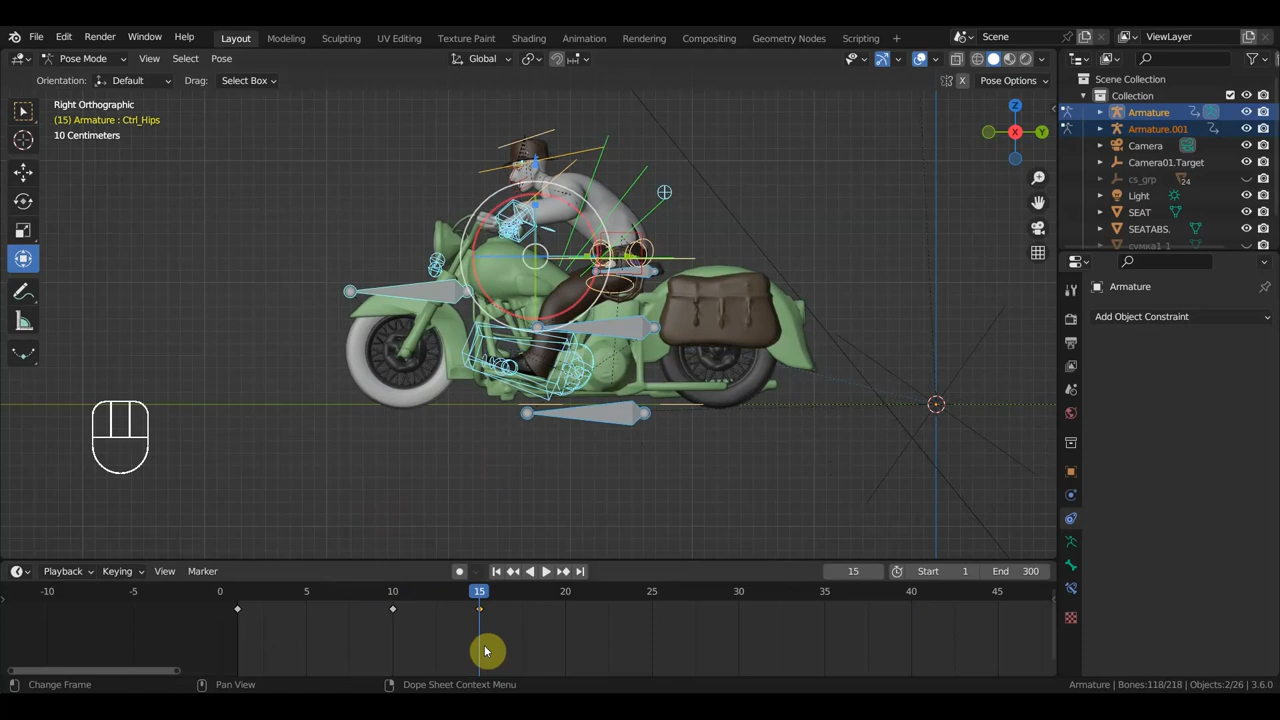 File Edit Render Window Help Layout Modeling Sculpting UV Editing Texture Paint Shading Animation Rendering Compositing Geometry Nodes Scripting + Scene ViewLayer
Pose Mode View Select Pose Global
Orientation: Default Drag: Select Box X Pose Options
Right Orthographic
(15) Armature : Ctrl_Hips
10 Centimeters
Z
Y
X
Scene Collection
Collection
Armature
Armature.001
Camera
Camera01.Target
cs_grp 24
Light
SEAT
SEATABS.
сумка1 1
Armature
Add Object Constraint
Playback Keying View Marker 15 Start 1 End 300
-10 -5 0 5 10 15 20 25 30 35 40 45
Change Frame Pan View Dope Sheet Context Menu Armature | Bones:118/218 | Objects:2/26 | 3.6.0